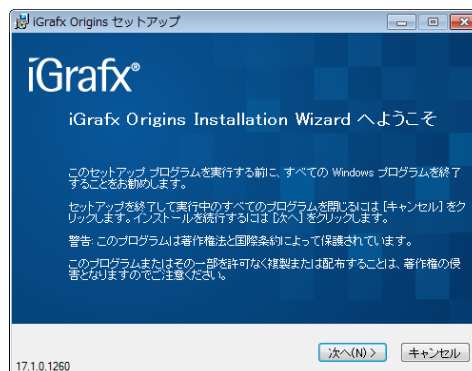 iGrafx Origins セットアップ
iGrafx®
iGrafx Origins Installation Wizard へようこそ
このセットアップ プログラムを実行する前に、すべての Windows プログラムを終了
することをお勧めします。
セットアップを終了して実行中のすべてのプログラムを閉じるには [キャンセル] をク
リックします。インストールを続行するには [次へ] をクリックします。
警告: このプログラムは著作権法と国際条約によって保護されています。
このプログラムまたはその一部を許可なく複製または配布することは、著作権の侵
害となりますのでご注意ください。
次へ(N) >
キャンセル
17.1.0.1260